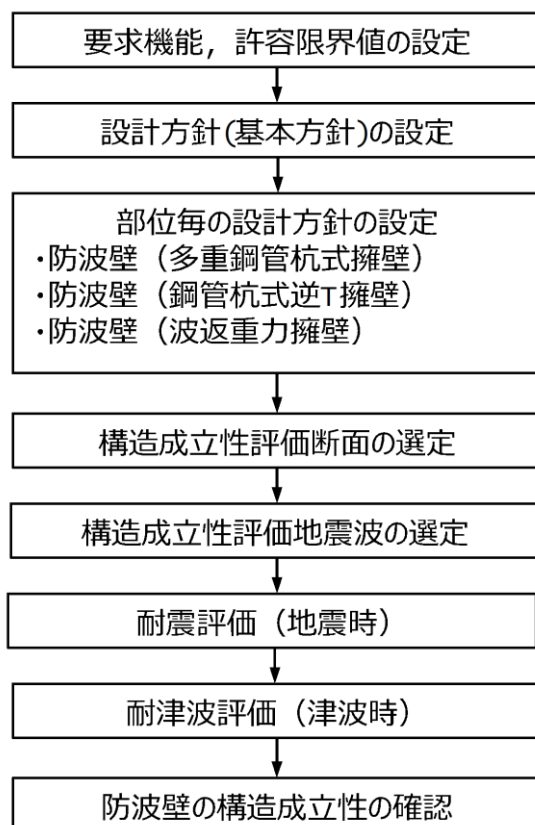 要求機能，許容限界値の設定
設計方針(基本方針)の設定
部位毎の設計方針の設定
・防波壁（多重鋼管杭式擁壁）
・防波壁（鋼管杭式逆T擁壁）
・防波壁（波返重力擁壁）
構造成立性評価断面の選定
構造成立性評価地震波の選定
耐震評価（地震時）
耐津波評価（津波時）
防波壁の構造成立性の確認